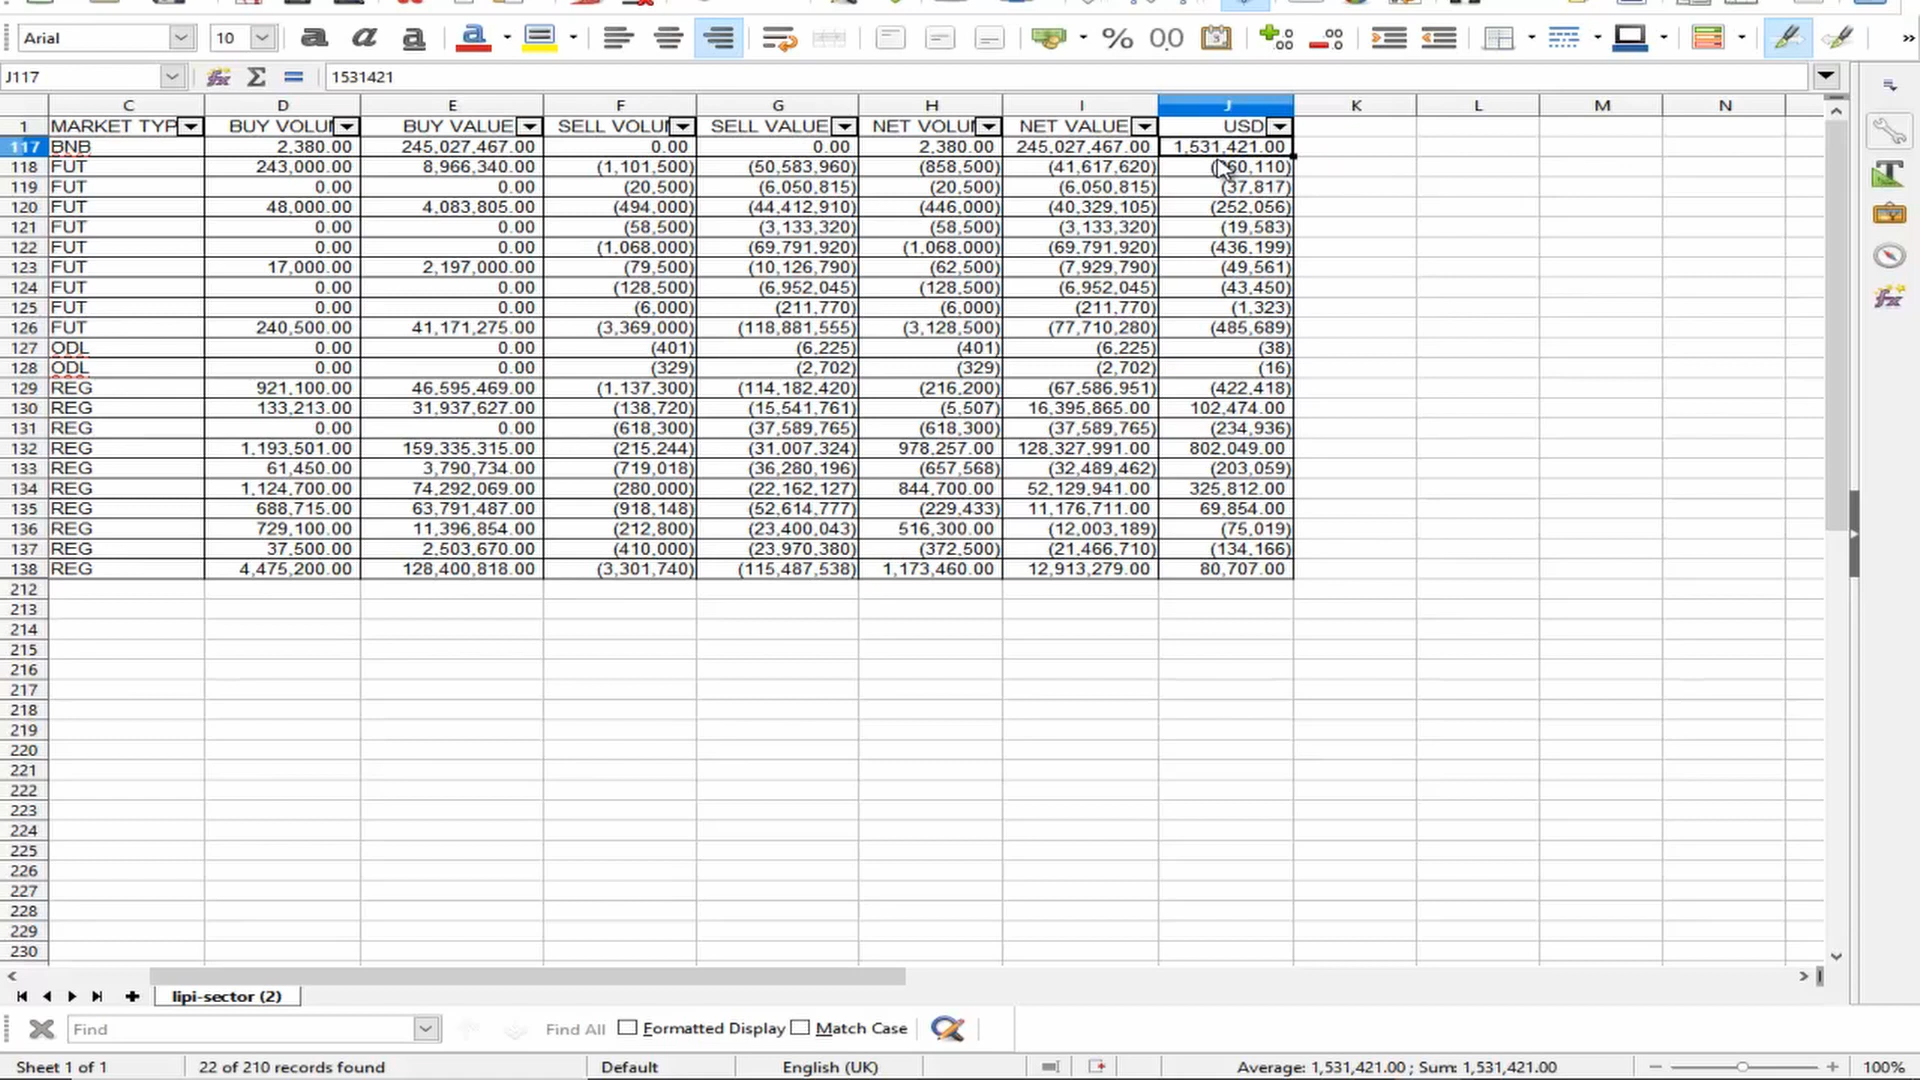 Arial 10
J117 1531421
C D E F G H I J K L M N
1 MARKET TYP BUY VOLU BUY VALUE SELL VOLU SELL VALUE NET VOLU NET VALUE USD
117 BNB 2,380.00 245,027,467.00 0.00 0.00 2,380.00 245,027,467.00 1,531,421.00
118 FUT 243,000.00 8,966,340.00 (1,101,500) (50,583,960) (858,500) (41,617,620)
119 FUT 0.00 0.00 (20,500) (6,050,815) (20,500) (6,050,815) (37,817)
120 FUT 48,000.00 4,083,805.00 (494,000) (44,412,910) (446,000) (40,329,105) (252,056)
121 FUT 0.00 0.00 (58,500) (3,133,320) (58,500) (3,133,320) (19,583)
122 FUT 0.00 0.00 (1,068,000) (69,791,920) (1,068,000) (69,791,920) (436,199)
123 FUT 17,000.00 2,197,000.00 (79,500) (10,126,790) (62,500) (7,929,790) (49,561)
124 FUT 0.00 0.00 (128,500) (6,952,045) (128,500) (6,952,045) (43,450)
125 FUT 0.00 0.00 (6,000) (211,770) (6,000) (211,770) (1,323)
126 FUT 240,500.00 41,171,275.00 (3,369,000) (118,881,555) (3,128,500) (77,710,280) (485,689)
127 ODL 0.00 0.00 (401) (6,225) (401) (6,225) (38)
128 ODL 0.00 0.00 (329) (2,702) (329) (2,702) (16)
129 REG 921,100.00 46,595,469.00 (1,137,300) (114,182,420) (216,200) (67,586,951) (422,418)
130 REG 133,213.00 31,937,627.00 (138,720) (15,541,761) (5,507) 16,395,865.00 102,474.00
131 REG 0.00 0.00 (618,300) (37,589,765) (618,300) (37,589,765) (234,936)
132 REG 1,193,501.00 159,335,315.00 (215,244) (31,007,324) 978,257.00 128,327,991.00 802,049.00
133 REG 61,450.00 3,790,734.00 (719,018) (36,280,196) (657,568) (32,489,462) (203,059)
134 REG 1,124,700.00 74,292,069.00 (280,000) (22,162,127) 844,700.00 52,129,941.00 325,812.00
135 REG 688,715.00 63,791,487.00 (918,148) (52,614,777) (229,433) 11,176,711.00 69,854.00
136 REG 729,100.00 11,396,854.00 (212,800) (23,400,043) 516,300.00 (12,003,189) (75,019)
137 REG 37,500.00 2,503,670.00 (410,000) (23,970,380) (372,500) (21,466,710) (134,166)
138 REG 4,475,200.00 128,400,818.00 (3,301,740) (115,487,538) 1,173,460.00 12,913,279.00 80,707.00
212
213
214
215
216
217
218
219
220
221
222
223
224
225
226
227
228
229
230
lipi-sector (2)
Find Find All Formatted Display Match Case
Sheet 1 of 1 22 of 210 records found Default English (UK) Average: 1,531,421.00 ; Sum: 1,531,421.00 100%